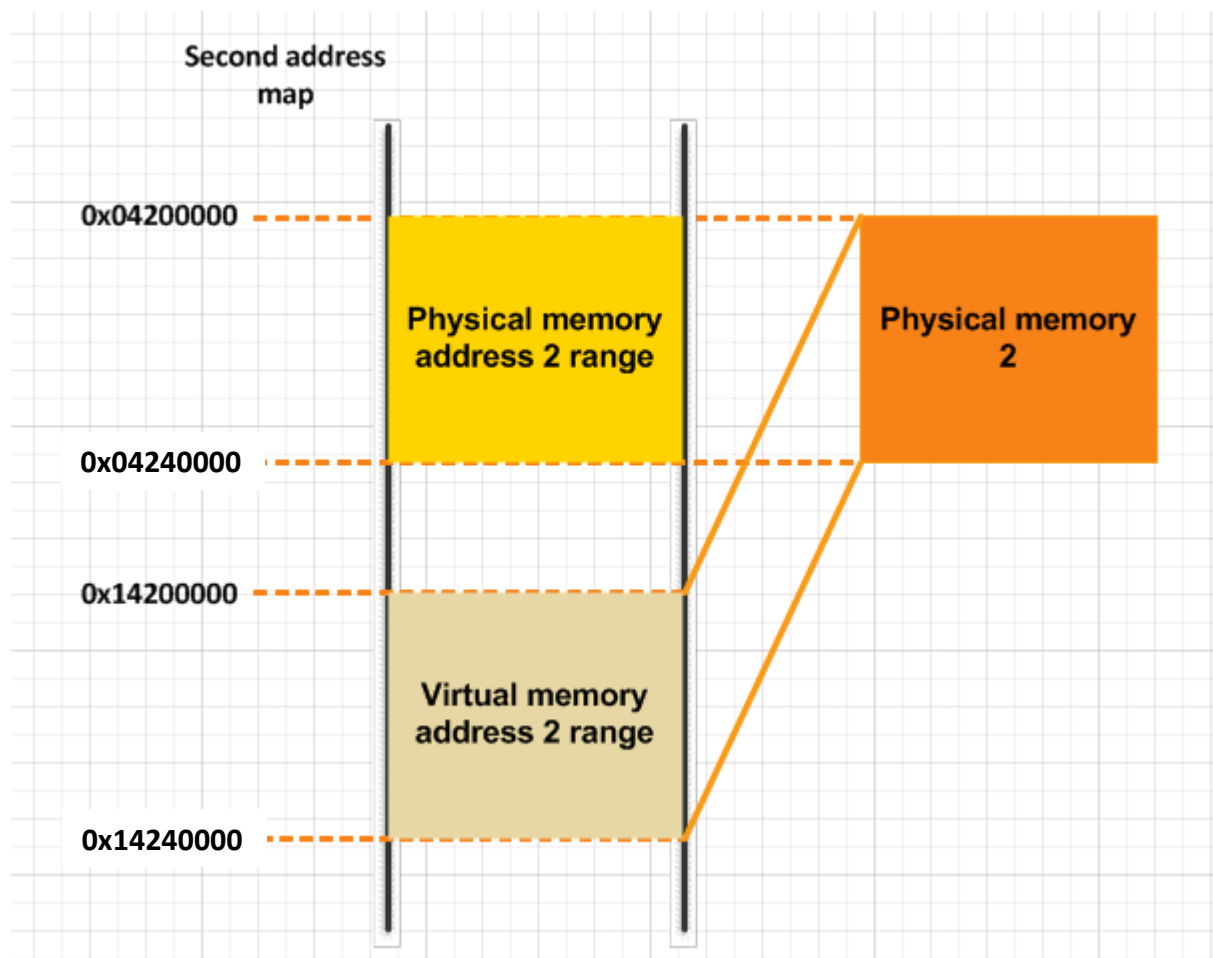 Second address
map
0x04200000
Physical memory
address 2 range
Physical memory
2
0x04240000
0x14200000
Virtual memory
address 2 range
0x14240000